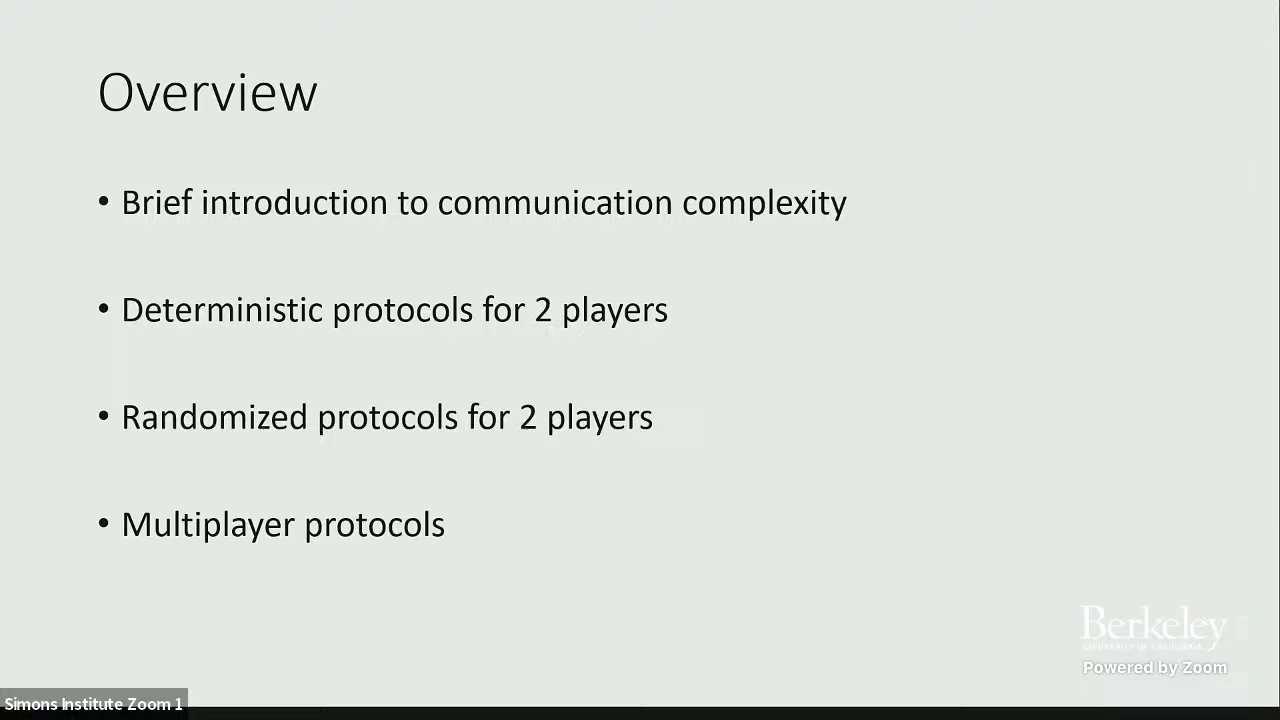 Overview
• Brief introduction to communication complexity
• Deterministic protocols for 2 players
• Randomized protocols for 2 players
• Multiplayer protocols
Berkeley
UNIVERSITY OF CALIFORNIA
Powered by Zoom
Simons Institute Zoom 1